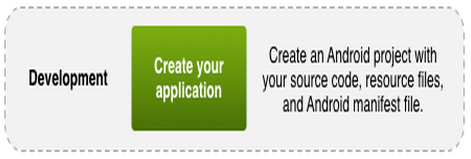 Development
Create your
application
Create an Android project with
your source code, resource files,
and Android manifest file.